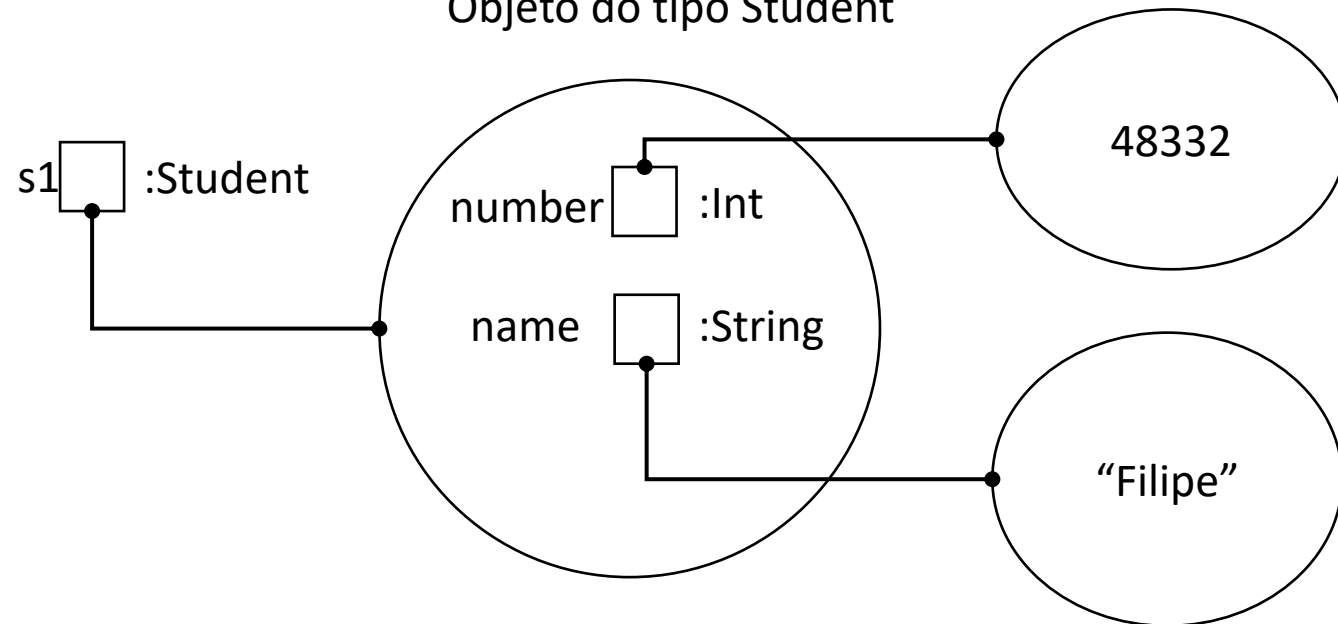 Objeto do tipo Student
s1 :Student
number :Int
name :String
48332
“Filipe”